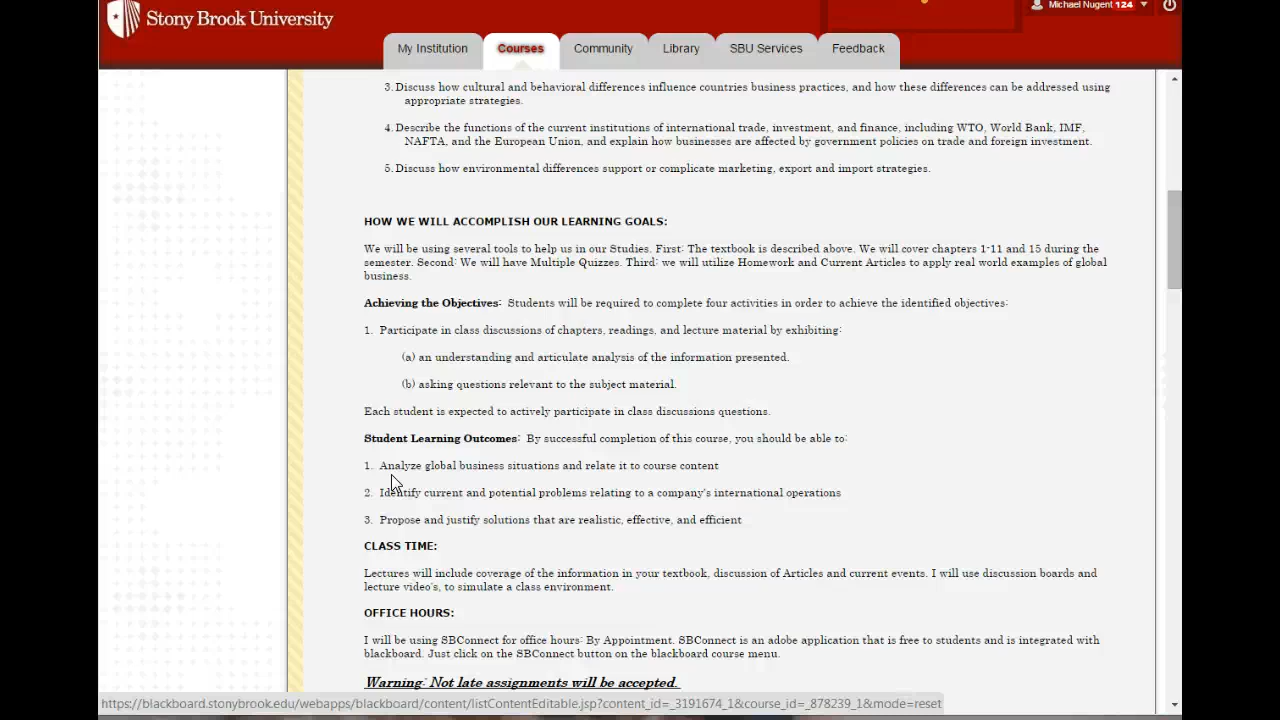 Stony Brook University
Michael Nugent 124
My Institution
Courses
Community
Library
SBU Services
Feedback
3. Discuss how cultural and behavioral differences influence countries business practices, and how these differences can be addressed using
appropriate strategies.
4. Describe the functions of the current institutions of international trade, investment, and finance, including WTO, World Bank, IMF,
NAFTA, and the European Union, and explain how businesses are affected by government policies on trade and foreign investment.
5. Discuss how environmental differences support or complicate marketing, export and import strategies.
HOW WE WILL ACCOMPLISH OUR LEARNING GOALS:
We will be using several tools to help us in our Studies. First: The textbook is described above. We will cover chapters 1-11 and 15 during the
semester. Second: We will have Multiple Quizzes. Third: we will utilize Homework and Current Articles to apply real world examples of global
business.
Achieving the Objectives: Students will be required to complete four activities in order to achieve the identified objectives:
1. Participate in class discussions of chapters, readings, and lecture material by exhibiting:
(a) an understanding and articulate analysis of the information presented.
(b) asking questions relevant to the subject material.
Each student is expected to actively participate in class discussions questions.
Student Learning Outcomes: By successful completion of this course, you should be able to:
1. Analyze global business situations and relate it to course content
2. Identify current and potential problems relating to a company's international operations
3. Propose and justify solutions that are realistic, effective, and efficient
CLASS TIME:
Lectures will include coverage of the information in your textbook, discussion of Articles and current events. I will use discussion boards and
lecture video's, to simulate a class environment.
OFFICE HOURS:
I will be using SBConnect for office hours: By Appointment. SBConnect is an adobe application that is free to students and is integrated with
blackboard. Just click on the SBConnect button on the blackboard course menu.
Warning: Not late assignments will be accepted.
https://blackboard.stonybrook.edu/webapps/blackboard/content/listContentEditable.jsp?content_id=_3191674_1&course_id=_878239_1&mode=reset